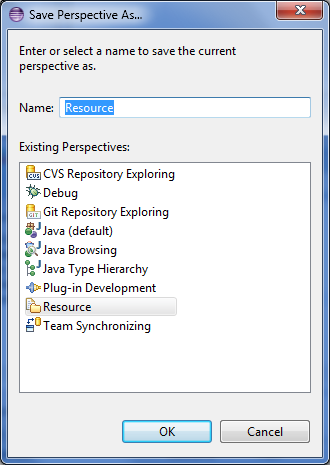 Save Perspective As...
Enter or select a name to save the current
perspective as.
Name: Resource
Existing Perspectives:
CVS CVS Repository Exploring
Debug
GIT Git Repository Exploring
Java (default)
Java Browsing
Java Type Hierarchy
Plug-in Development
Resource
Team Synchronizing
OK Cancel